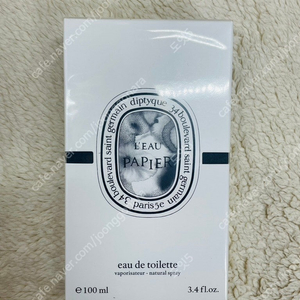 diptyque 34 boulevard saint germain
34 boulevard saint germain
paris5e
L'EAU
PAPIER
eau de toilette
vaporisateur - natural spray
e 100 ml
3.4 fl.oz.